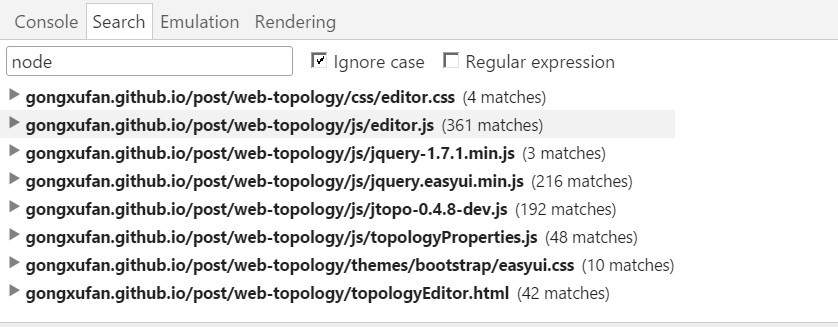 Console Search Emulation Rendering
node Ignore case Regular expression
gongxufan.github.io/post/web-topology/css/editor.css (4 matches)
gongxufan.github.io/post/web-topology/js/editor.js (361 matches)
gongxufan.github.io/post/web-topology/js/jquery-1.7.1.min.js (3 matches)
gongxufan.github.io/post/web-topology/js/jquery.easyui.min.js (216 matches)
gongxufan.github.io/post/web-topology/js/jtopo-0.4.8-dev.js (192 matches)
gongxufan.github.io/post/web-topology/js/topologyProperties.js (48 matches)
gongxufan.github.io/post/web-topology/themes/bootstrap/easyui.css (10 matches)
gongxufan.github.io/post/web-topology/topologyEditor.html (42 matches)